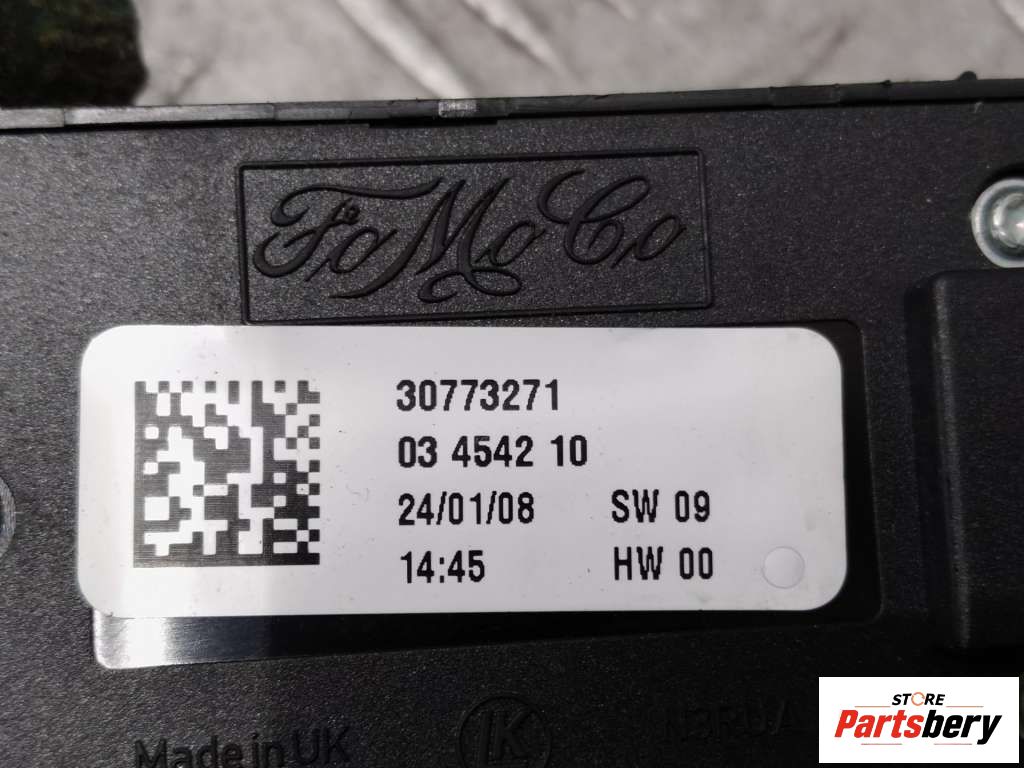 FoMoCo
30773271
03 4542 10
24/01/08 SW 09
14:45 HW 00
Made in UK
LK
STORE
Partsbery